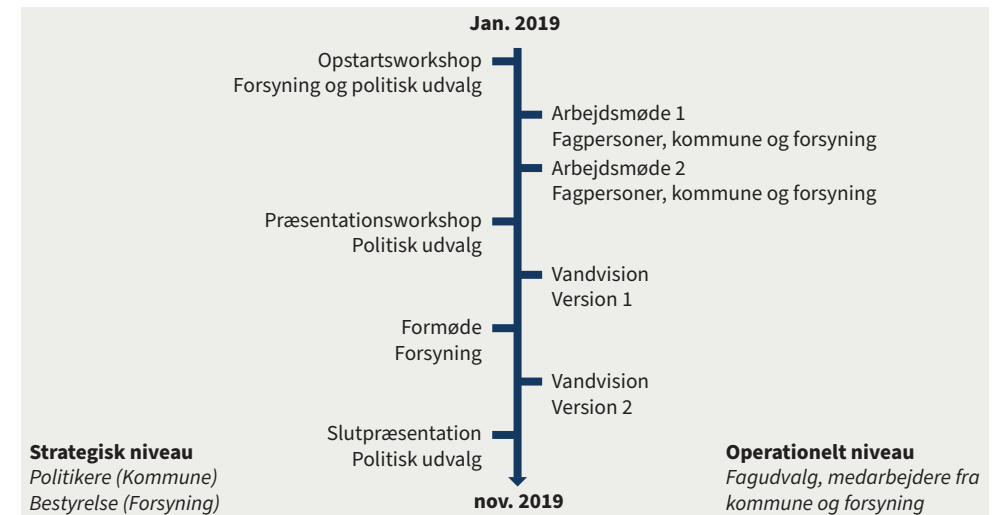 Jan. 2019
Opstartsworkshop
Forsyning og politisk udvalg
Arbejdsmøde 1
Fagpersoner, kommune og forsyning
Arbejdsmøde 2
Fagpersoner, kommune og forsyning
Præsentationsworkshop
Politisk udvalg
Vandvision
Version 1
Formøde
Forsyning
Vandvision
Version 2
Slutpræsentation
Politisk udvalg
Strategisk niveau
Politikere (Kommune)
Bestyrelse (Forsyning)
Operationelt niveau
Fagudvalg, medarbejdere fra
kommune og forsyning
nov. 2019